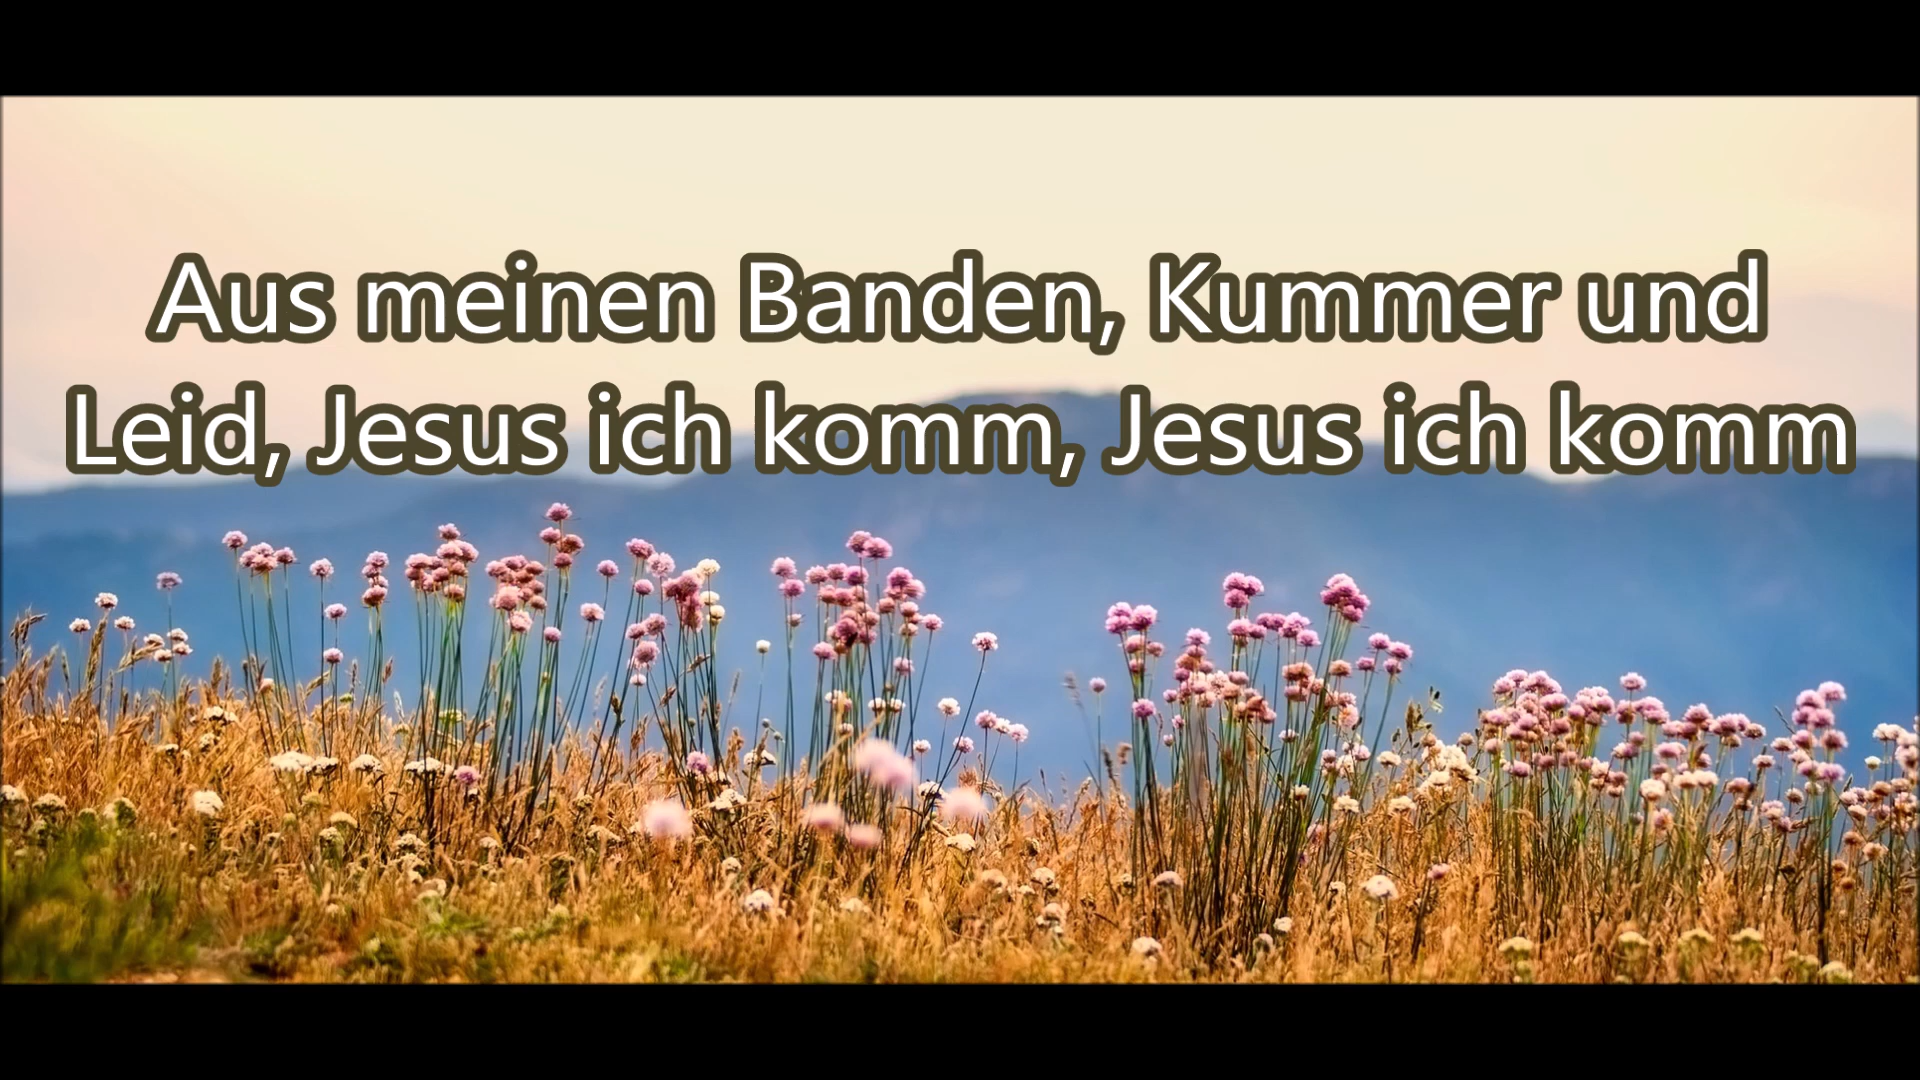 Aus meinen Banden, Kummer und
Leid, Jesus ich komm, Jesus ich komm